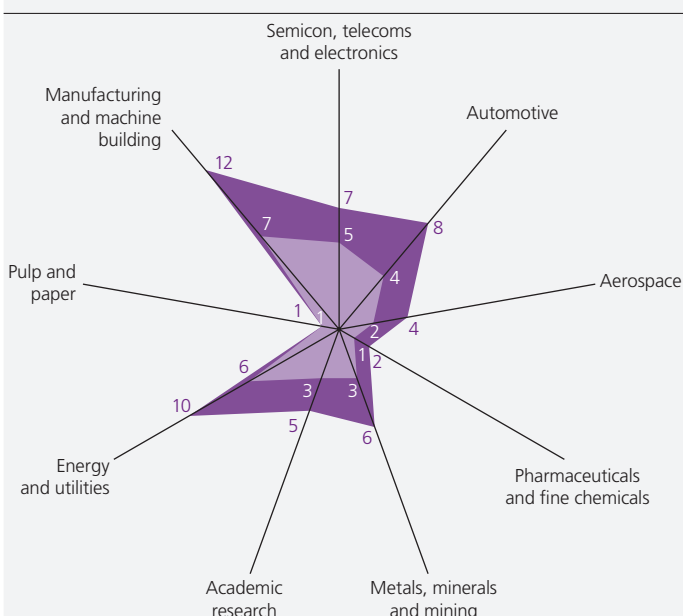 Semicon, telecoms
and electronics
Manufacturing
and machine
building
Automotive
12
7
8
7
5
4
Pulp and
paper
Aerospace
1
1
2
4
1
2
6
10
3
3
5
6
Energy
and utilities
Pharmaceuticals
and fine chemicals
Academic
research
Metals, minerals
and mining